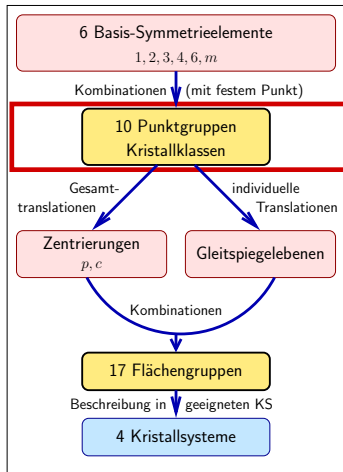 6 Basis-Symmetrieelemente
1, 2, 3, 4, 6, m
Kombinationen (mit festem Punkt)
10 Punktgruppen
Kristallklassen
Gesamt-
translationen
individuelle
Translationen
Zentrierungen
p, c
Gleitspiegelebenen
Kombinationen
17 Flächengruppen
Beschreibung in geeigneten KS
4 Kristallsysteme